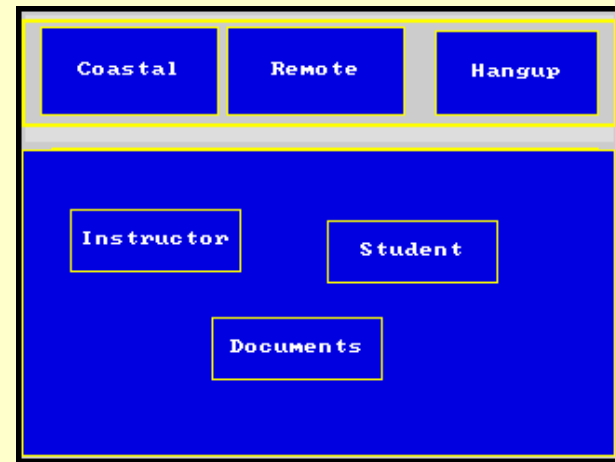 Coastal
Remote
Hangup
Instructor
Student
Documents